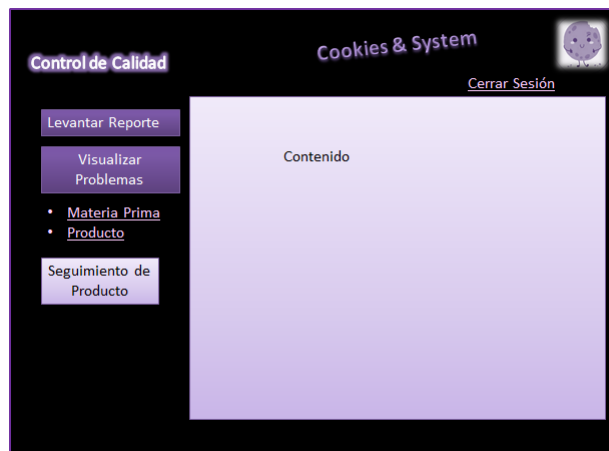 Cookies & System
Control de Calidad
Cerrar Sesión
Levantar Reporte
Visualizar
Problemas
• Materia Prima
• Producto
Seguimiento de
Producto
Contenido